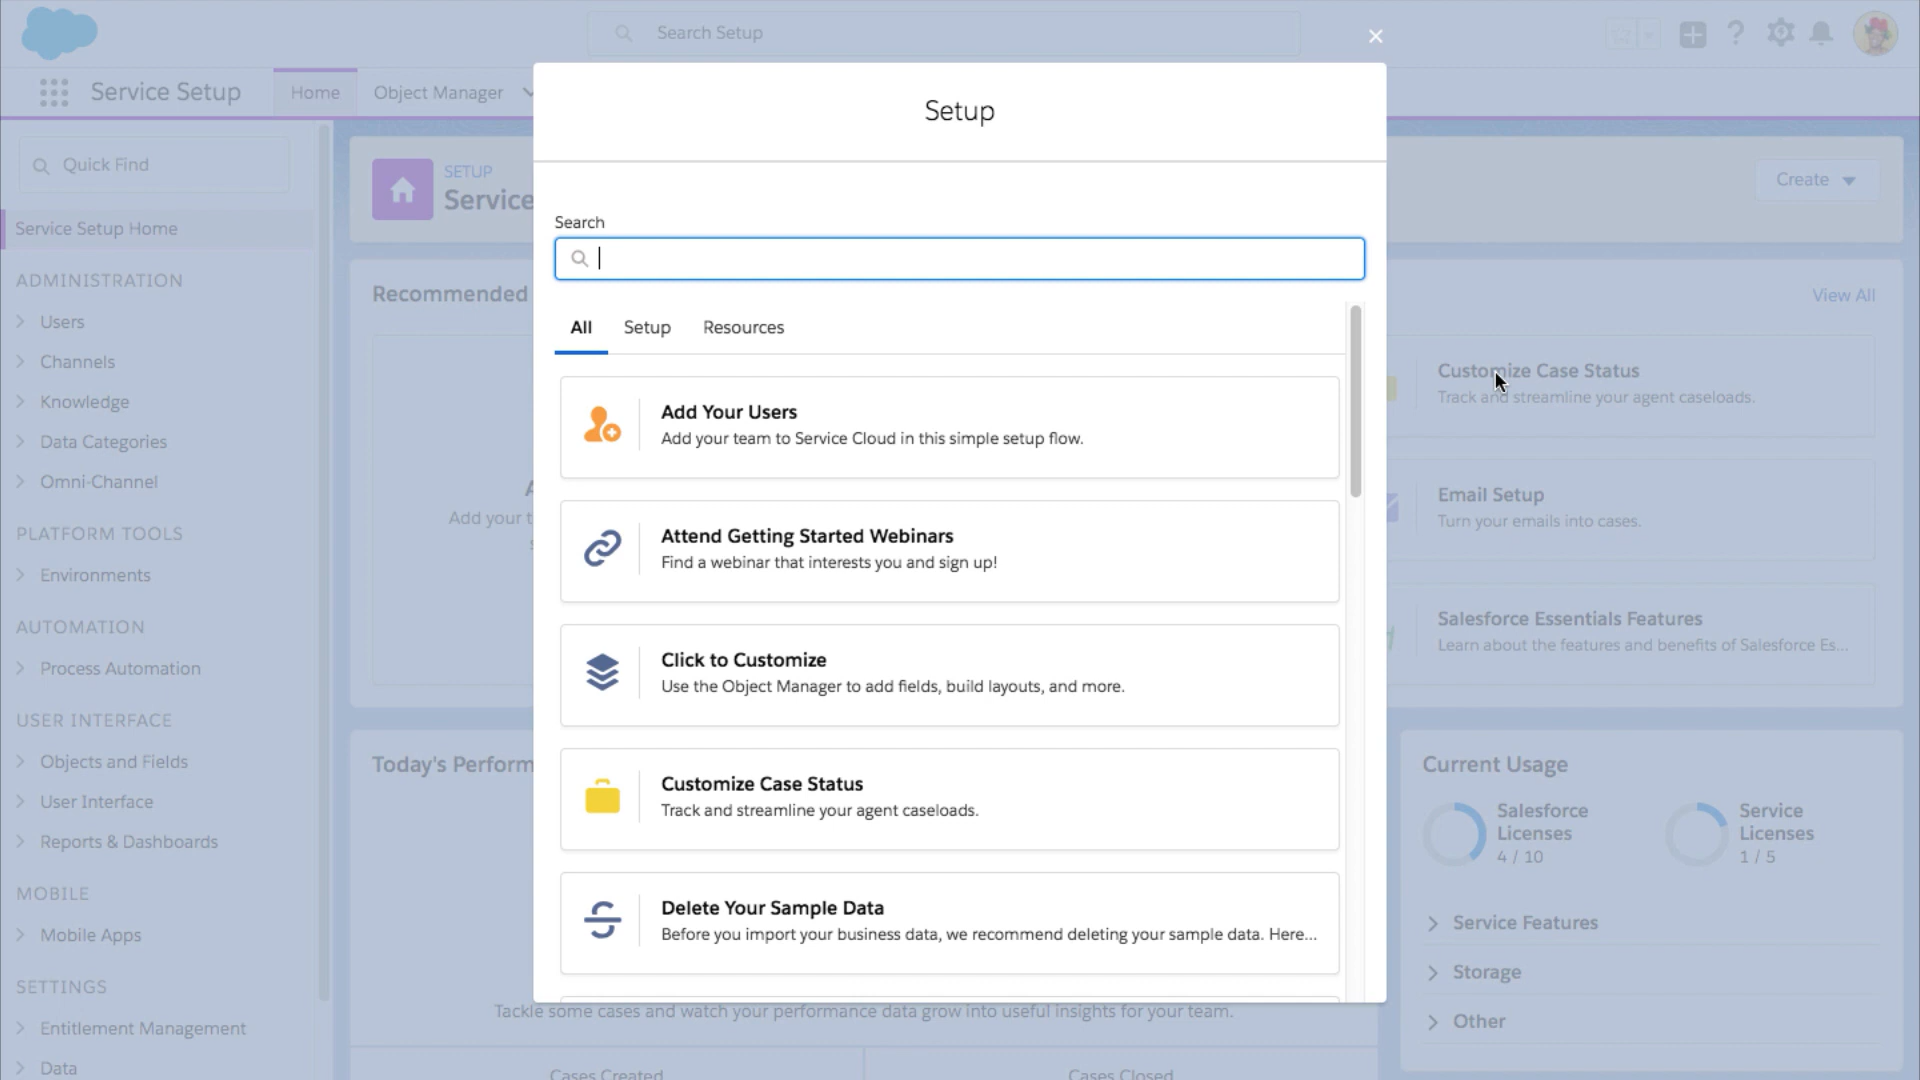 Search Setup
Service Setup
Home
Object Manager
Quick Find
Service Setup Home
ADMINISTRATION
Users
Channels
Knowledge
Data Categories
Omni-Channel
PLATFORM TOOLS
Environments
AUTOMATION
Process Automation
USER INTERFACE
Objects and Fields
User Interface
Reports & Dashboards
MOBILE
Mobile Apps
SETTINGS
Entitlement Management
Data
SETUP
Service
Create
Recommended
View All
Add your t
Customize Case Status
Track and streamline your agent caseloads.
Email Setup
Turn your emails into cases.
Salesforce Essentials Features
Learn about the features and benefits of Salesforce Es...
Setup
Search
All
Setup
Resources
Add Your Users
Add your team to Service Cloud in this simple setup flow.
Attend Getting Started Webinars
Find a webinar that interests you and sign up!
Click to Customize
Use the Object Manager to add fields, build layouts, and more.
Customize Case Status
Track and streamline your agent caseloads.
Delete Your Sample Data
Before you import your business data, we recommend deleting your sample data. Here...
Today's Perform
Tackle some cases and watch your performance data grow into useful insights for your team.
Cases Created
Cases Closed
Current Usage
Salesforce
Licenses
4 / 10
Service
Licenses
1 / 5
Service Features
Storage
Other